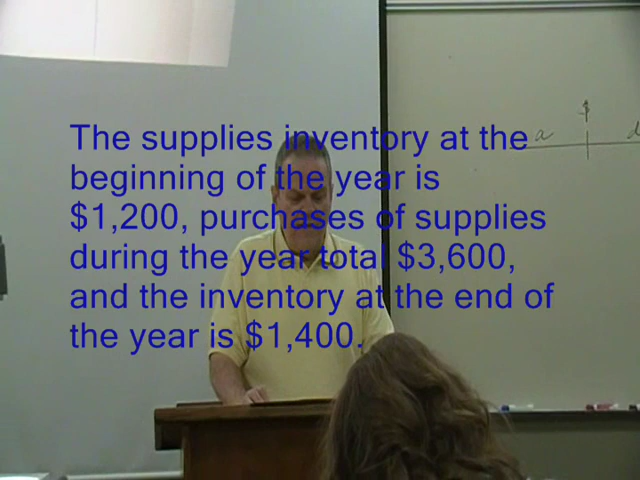 The supplies inventory at the
beginning of the year is
$1,200, purchases of supplies
during the year total $3,600,
and the inventory at the end of
the year is $1,400.
$
a
d